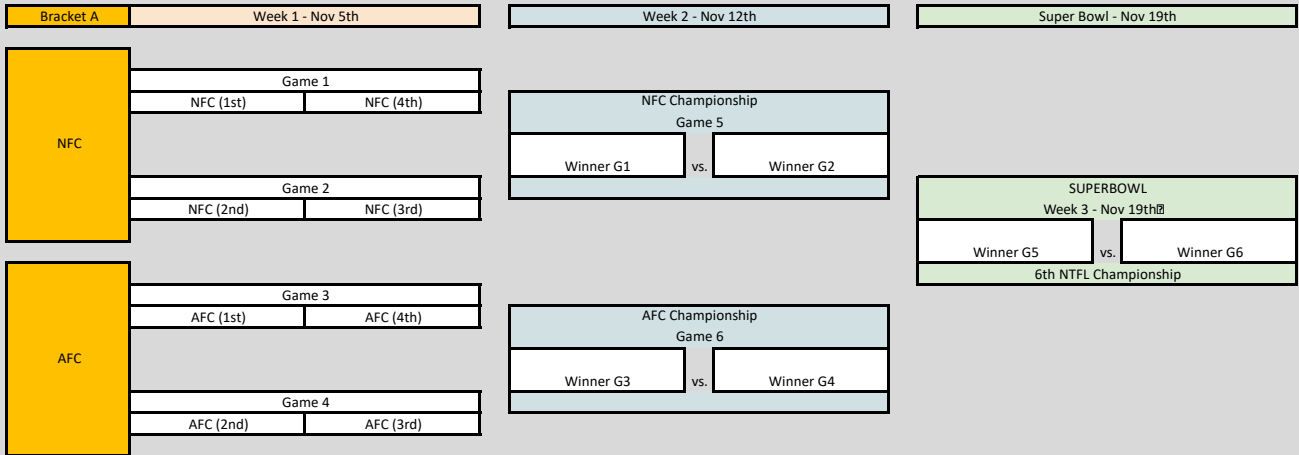 Bracket A
Week 1 - Nov 5th
Week 2 - Nov 12th
Super Bowl - Nov 19th
NFC
Game 1
NFC (1st) NFC (4th)
Game 2
NFC (2nd) NFC (3rd)
NFC Championship
Game 5
Winner G1 vs. Winner G2
AFC
Game 3
AFC (1st) AFC (4th)
Game 4
AFC (2nd) AFC (3rd)
AFC Championship
Game 6
Winner G3 vs. Winner G4
SUPERBOWL
Week 3 - Nov 19th
Winner G5 vs. Winner G6
6th NTFL Championship